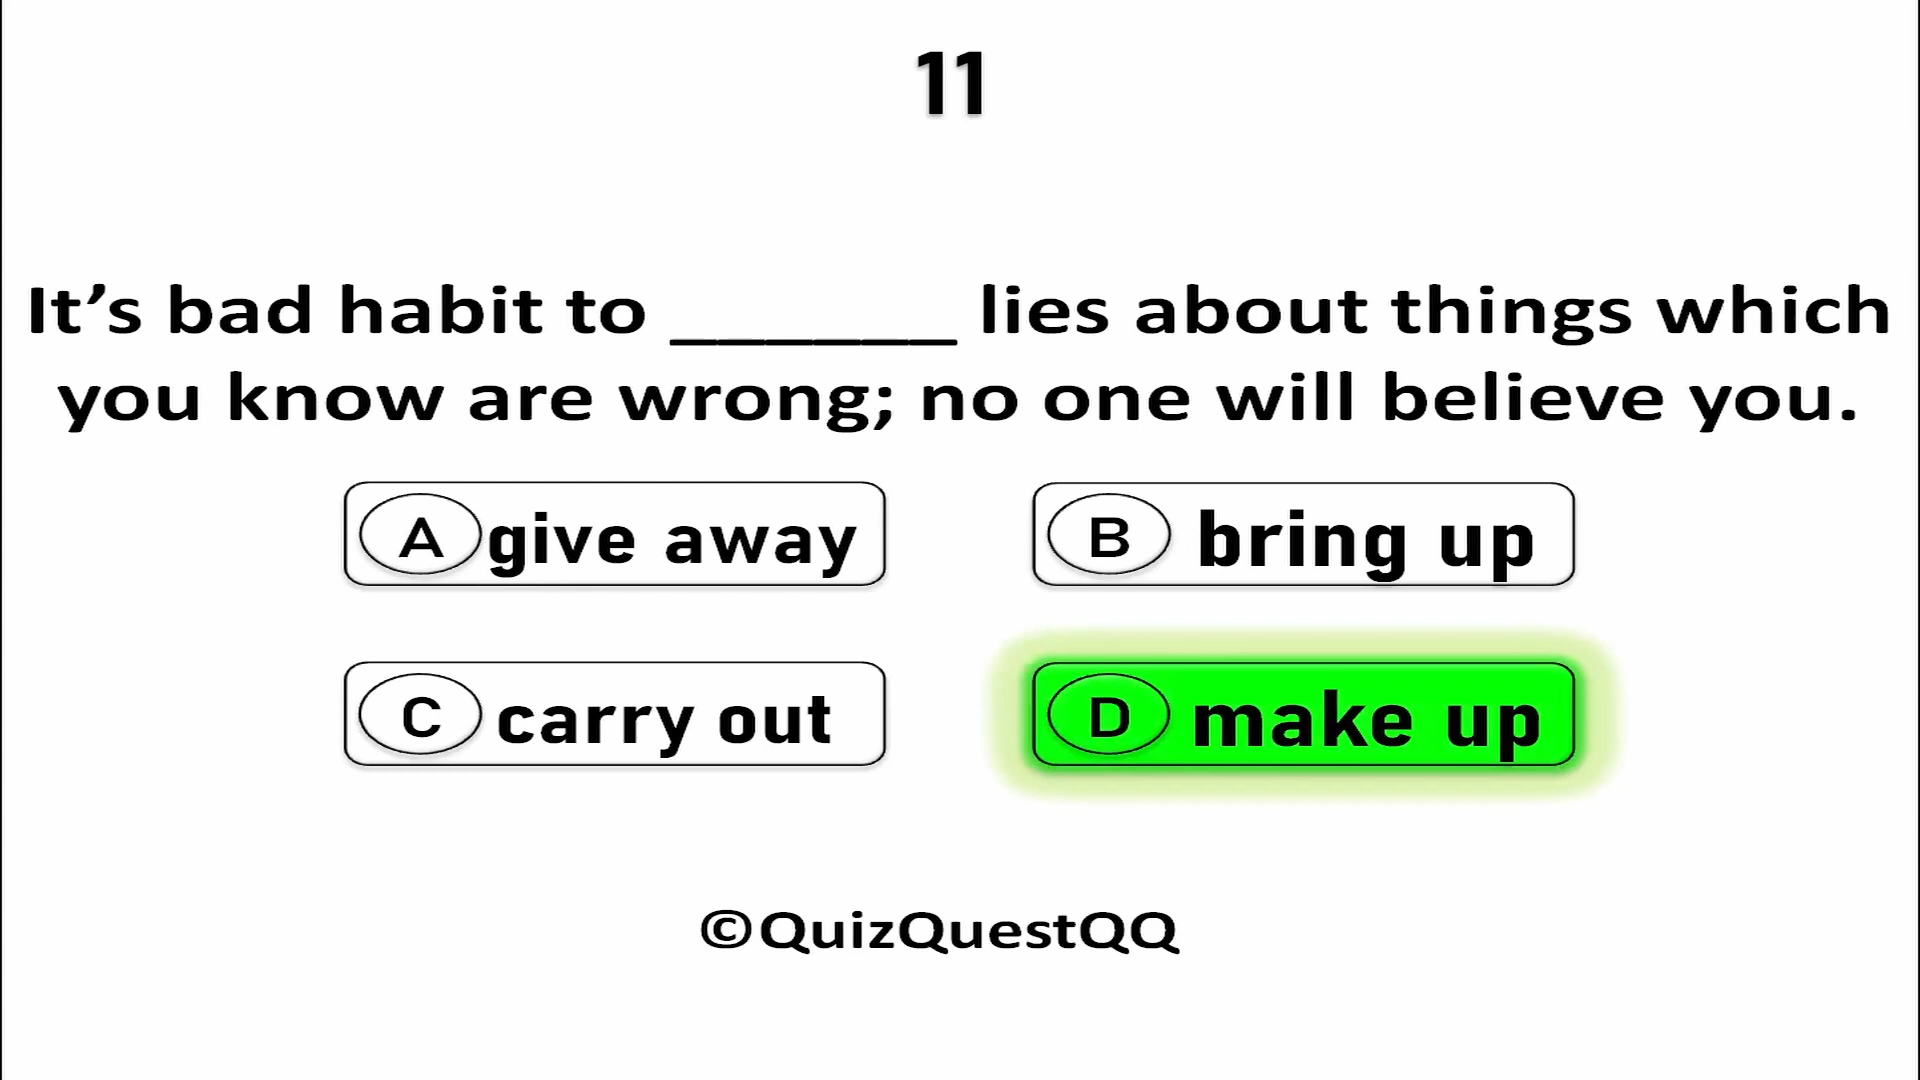 11
It’s bad habit to ______ lies about things which
you know are wrong; no one will believe you.
A give away
B bring up
C carry out
D make up
©QuizQuestQQ